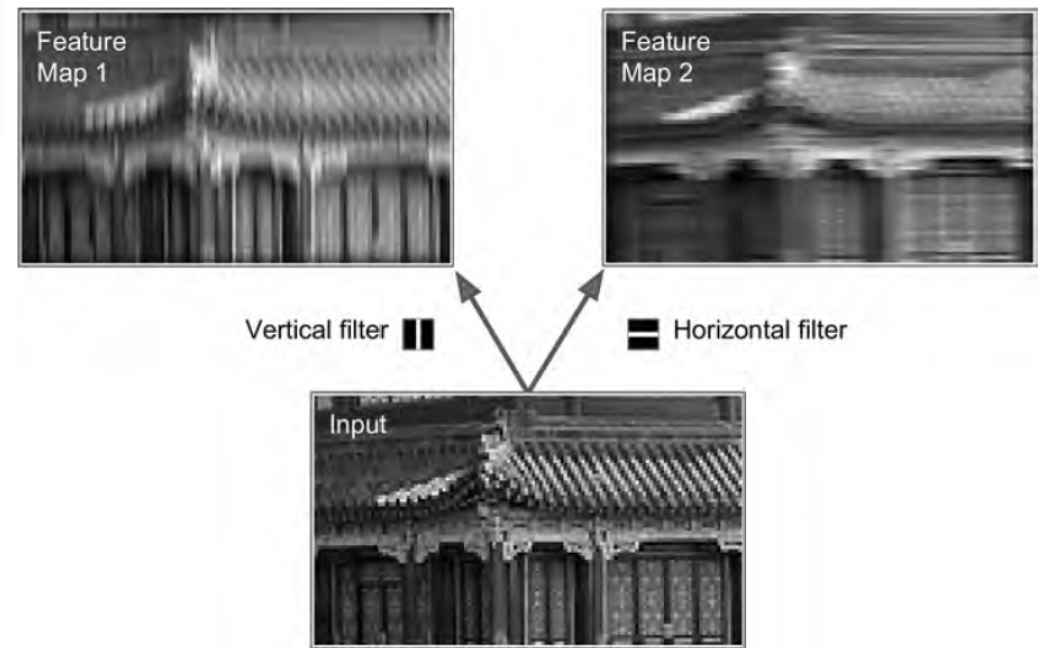 Feature
Map 1
Feature
Map 2
Vertical filter
Horizontal filter
Input